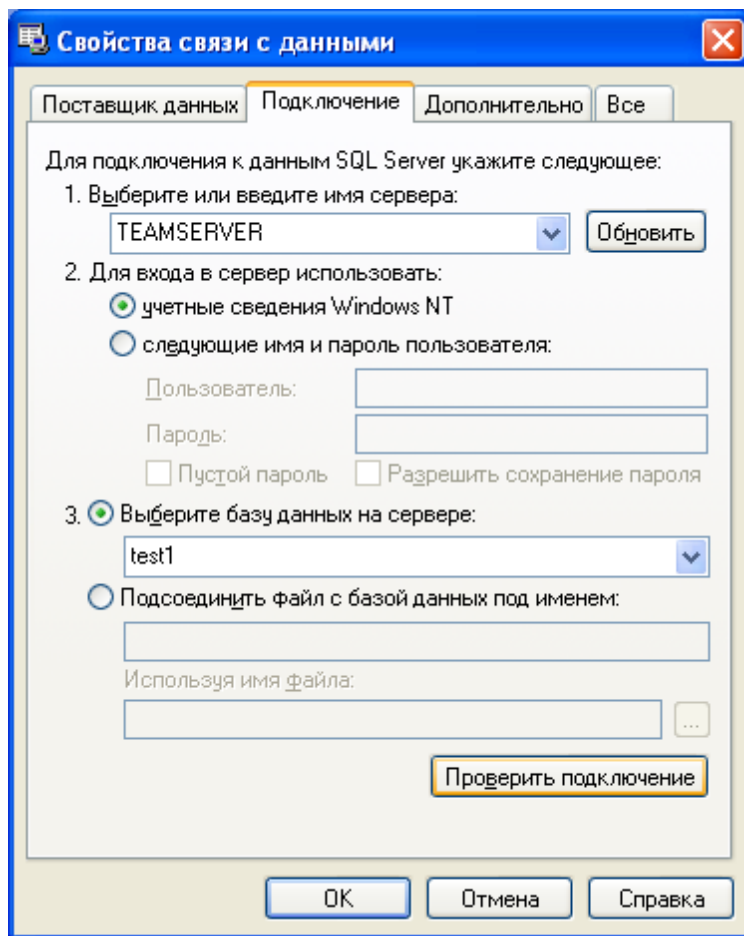 Свойства связи с данными
Поставщик данных Подключение Дополнительно Все
Для подключения к данным SQL Server укажите следующее:
1. Выберите или введите имя сервера:
TEAMSERVER Обновить
2. Для входа в сервер использовать:
учетные сведения Windows NT
следующие имя и пароль пользователя:
Пользователь:
Пароль:
Пустой пароль Разрешить сохранение пароля
3. Выберите базу данных на сервере:
test1
Подсоединить файл с базой данных под именем:
Используя имя файла:
...
Проверить подключение
OK Отмена Справка